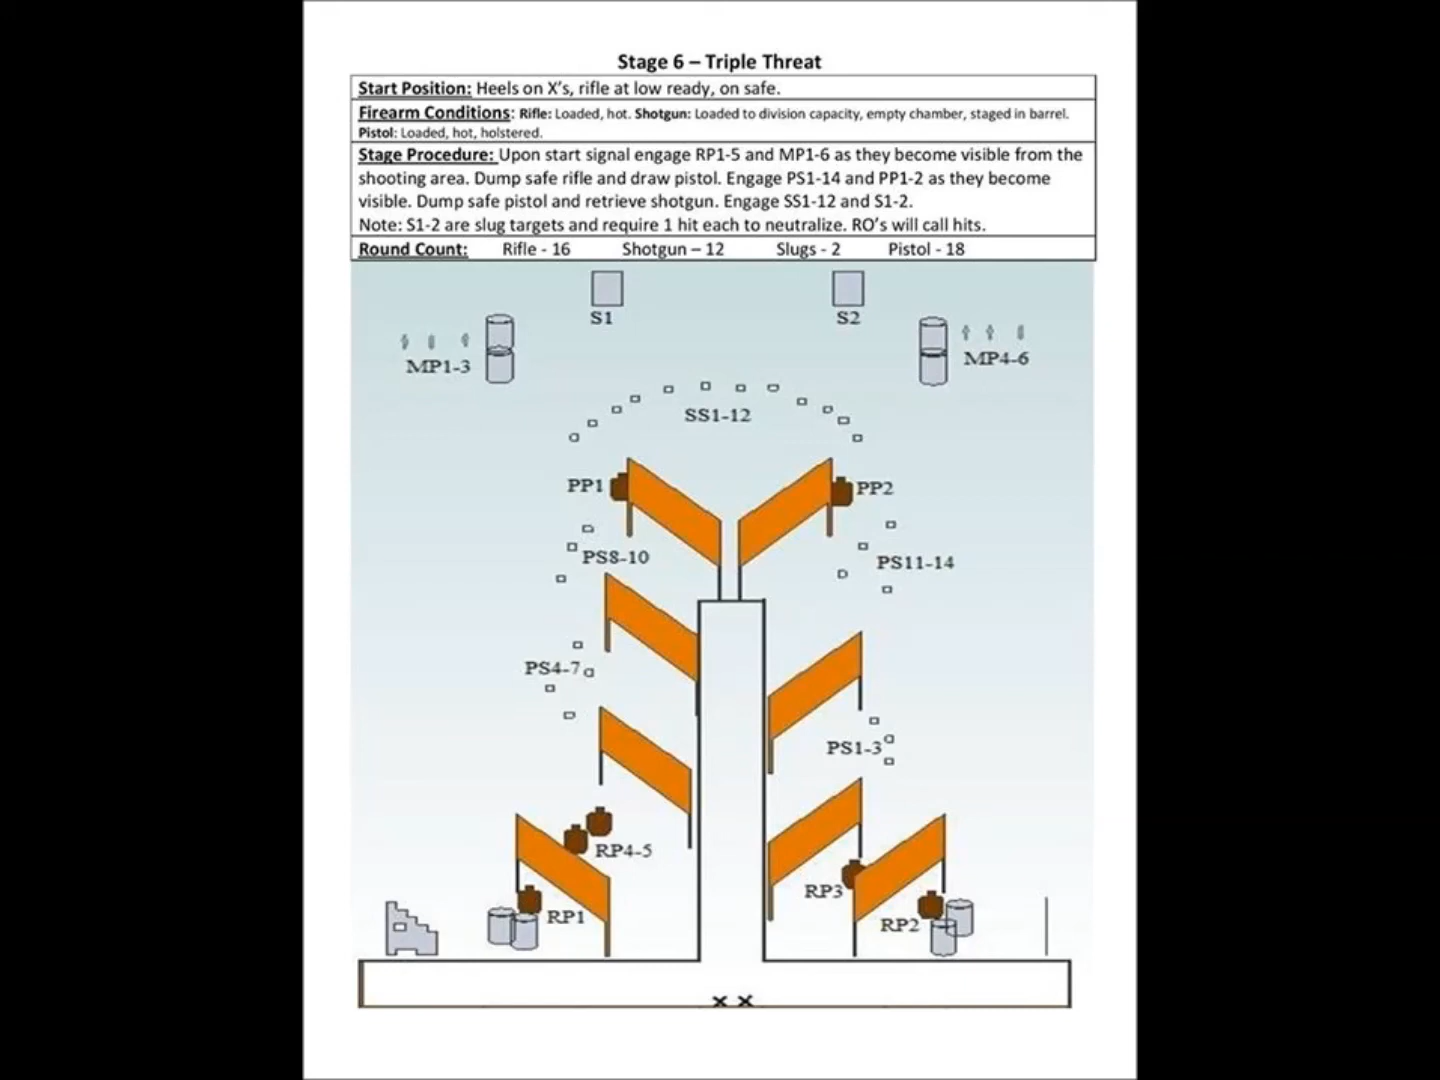 Stage 6 – Triple Threat
Start Position: Heels on X's, rifle at low ready, on safe.
Firearm Conditions: Rifle: Loaded, hot. Shotgun: Loaded to division capacity, empty chamber, staged in barrel.
Pistol: Loaded, hot, holstered.
Stage Procedure: Upon start signal engage RP1-5 and MP1-6 as they become visible from the
shooting area. Dump safe rifle and draw pistol. Engage PS1-14 and PP1-2 as they become
visible. Dump safe pistol and retrieve shotgun. Engage SS1-12 and S1-2.
Note: S1-2 are slug targets and require 1 hit each to neutralize. RO's will call hits.
Round Count: Rifle - 16 Shotgun – 12 Slugs - 2 Pistol - 18
S1 S2
MP1-3 MP4-6
SS1-12
PP1 PP2
PS8-10 PS11-14
PS4-7
PS1-3
RP4-5
RP3
RP1 RP2
X X